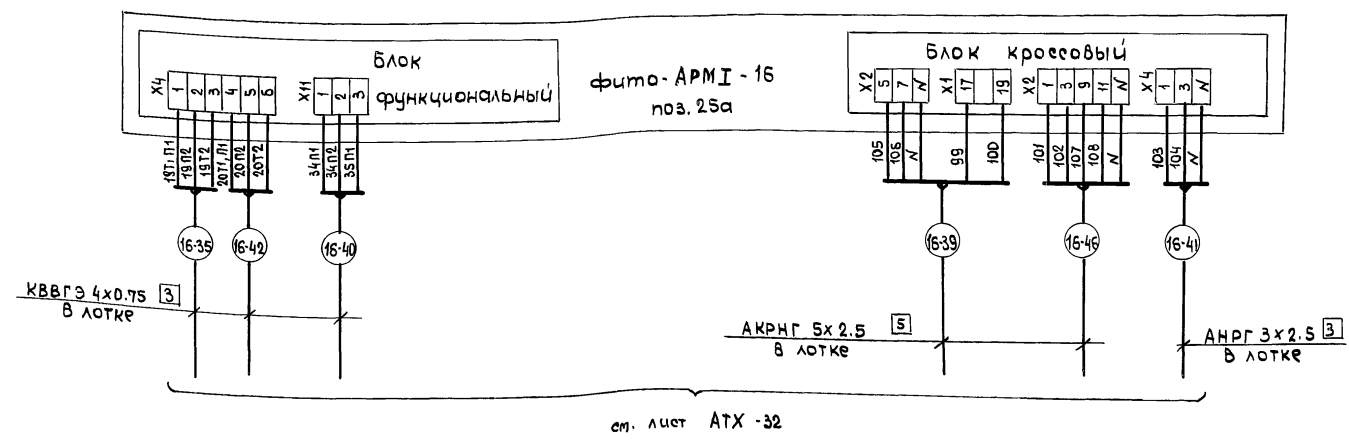 Блок функциональный
фито-АРМI-16
поз. 25а
Блок кроссовый
X4 1 2 3 4 5 6
X11 1 2 3
X2 5 7 N
X1 17 19
X2 1 3 9 11 N
X4 1 3 N
18Т1,П1 19П2 19Т2 20Т1,П1 20П2 20Т2
34П1 34П2 35П1
105 106 N
99 100
101 102 107 108 N
103 104 N
16-35 16-42 16-40 16-39 16-46 16-41
КВВГЭ 4х0.75 3
в лотке
АКРНГ 5х2.5 5
в лотке
АНРГ 3х2.5 3
в лотке
см. лист АТХ-32